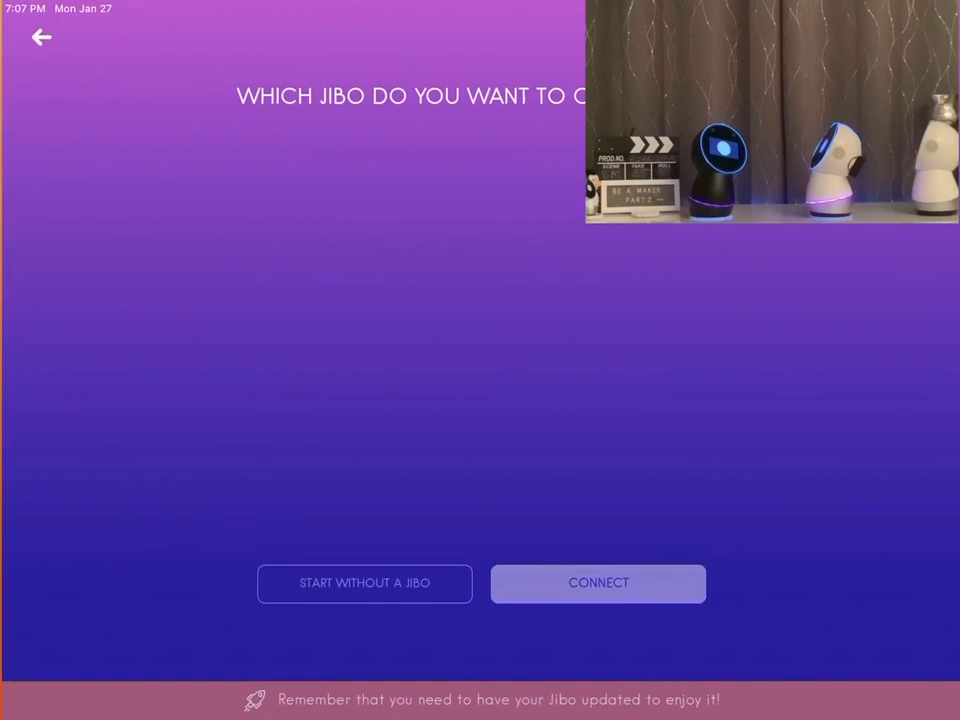 7:07 PM Mon Jan 27
WHICH JIBO DO YOU WANT TO
PROD.NO.
SCENE TAKE ROLL
BE A MAKER
PART 2
START WITHOUT A JIBO
CONNECT
Remember that you need to have your Jibo updated to enjoy it!